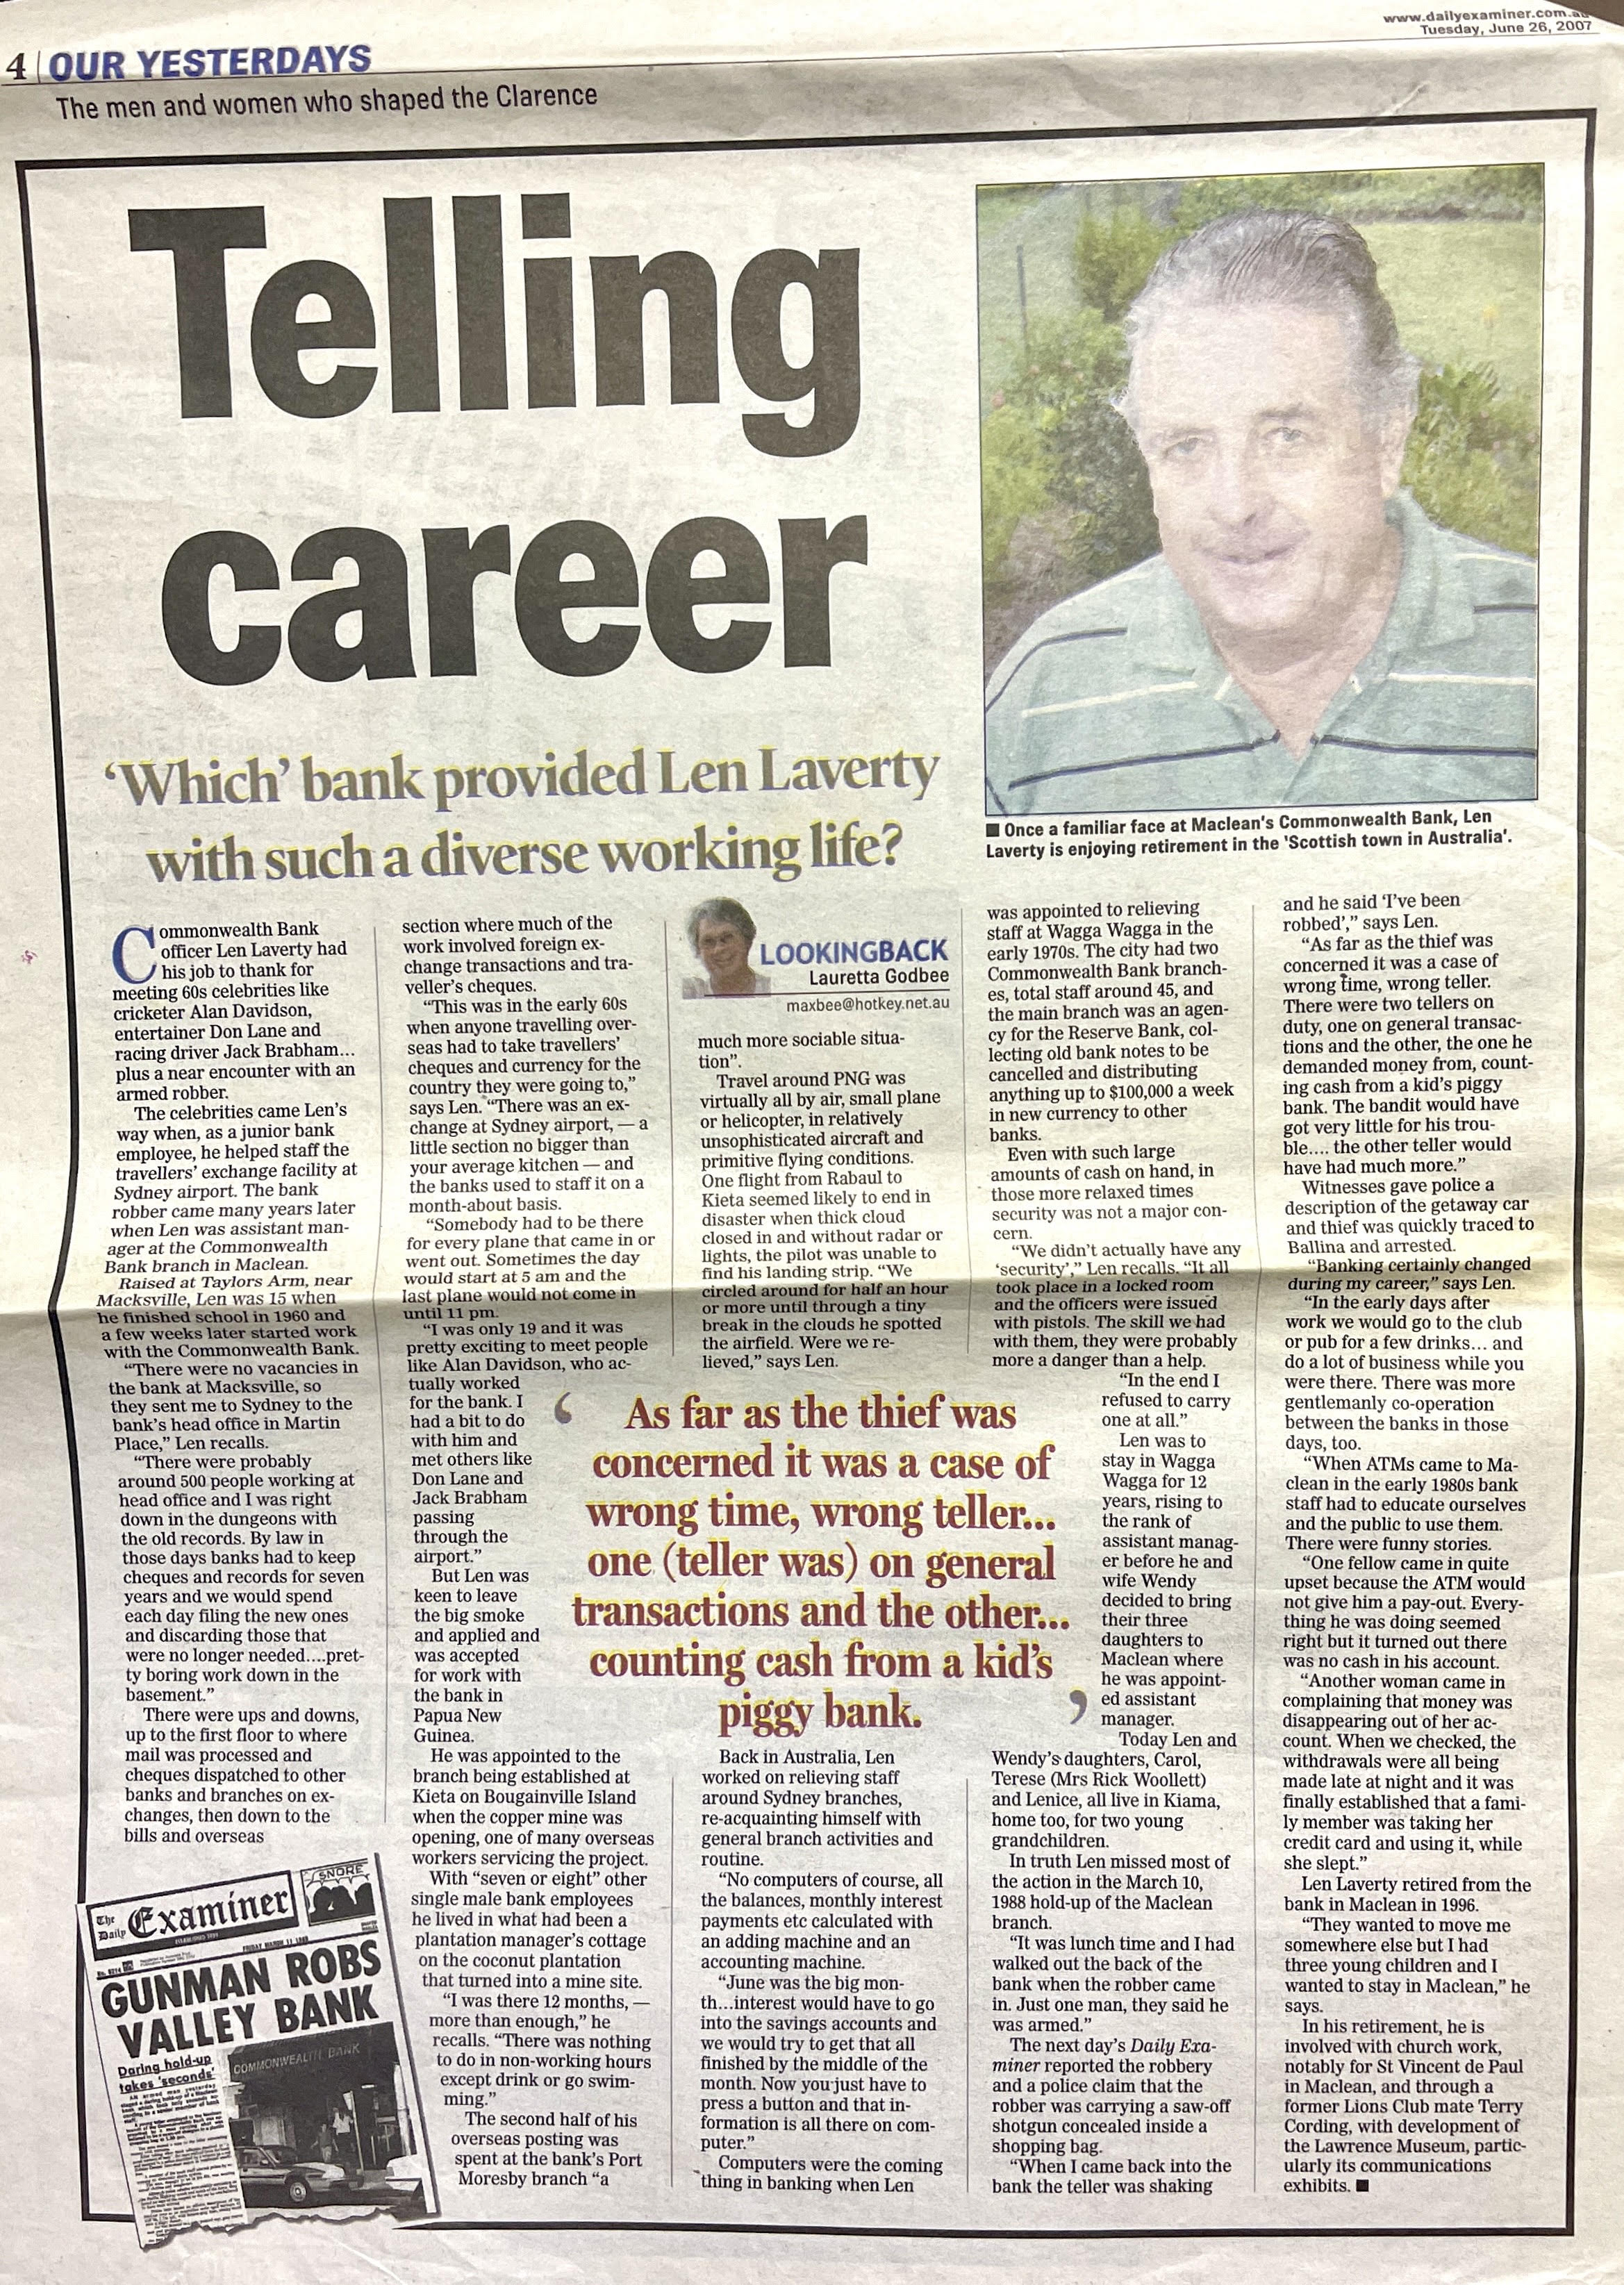 www.dailyexaminer.com.au
Tuesday, June 26, 2007
4 | OUR YESTERDAYS
The men and women who shaped the Clarence
Telling
career
‘Which’ bank provided Len Laverty
with such a diverse working life?
■ Once a familiar face at Maclean's Commonwealth Bank, Len
Laverty is enjoying retirement in the 'Scottish town in Australia'.
Commonwealth Bank
officer Len Laverty had
his job to thank for
meeting 60s celebrities like
cricketer Alan Davidson,
entertainer Don Lane and
racing driver Jack Brabham...
plus a near encounter with an
armed robber.
The celebrities came Len's
way when, as a junior bank
employee, he helped staff the
travellers' exchange facility at
Sydney airport. The bank
robber came many years later
when Len was assistant man-
ager at the Commonwealth
Bank branch in Maclean.
Raised at Taylors Arm, near
Macksville, Len was 15 when
he finished school in 1960 and
a few weeks later started work
with the Commonwealth Bank.
“There were no vacancies in
the bank at Macksville, so
they sent me to Sydney to the
bank's head office in Martin
Place,” Len recalls.
“There were probably
around 500 people working at
head office and I was right
down in the dungeons with
the old records. By law in
those days banks had to keep
cheques and records for seven
years and we would spend
each day filing the new ones
and discarding those that
were no longer needed....pret-
ty boring work down in the
basement.”
There were ups and downs,
up to the first floor to where
mail was processed and
cheques dispatched to other
banks and branches on ex-
changes, then down to the
bills and overseas
The Daily Examiner
SNORE
FRIDAY MARCH 11 1988
GUNMAN ROBS
VALLEY BANK
Daring hold-up
takes 'seconds'
COMMONWEALTH BANK
section where much of the
work involved foreign ex-
change transactions and tra-
veller's cheques.
“This was in the early 60s
when anyone travelling over-
seas had to take travellers'
cheques and currency for the
country they were going to,”
says Len. “There was an ex-
change at Sydney airport, — a
little section no bigger than
your average kitchen — and
the banks used to staff it on a
month-about basis.
“Somebody had to be there
for every plane that came in or
went out. Sometimes the day
would start at 5 am and the
last plane would not come in
until 11 pm.
“I was only 19 and it was
pretty exciting to meet people
like Alan Davidson, who ac-
tually worked
for the bank. I
had a bit to do
with him and
met others like
Don Lane and
Jack Brabham
passing
through the
airport.”
But Len was
keen to leave
the big smoke
and applied and
was accepted
for work with
the bank in
Papua New
Guinea.
He was appointed to the
branch being established at
Kieta on Bougainville Island
when the copper mine was
opening, one of many overseas
workers servicing the project.
With “seven or eight” other
single male bank employees
he lived in what had been a
plantation manager's cottage
on the coconut plantation
that turned into a mine site.
“I was there 12 months, —
more than enough,” he
recalls. “There was nothing
to do in non-working hours
except drink or go swim-
ming.”
The second half of his
overseas posting was
spent at the bank's Port
Moresby branch “a
LOOKINGBACK
Lauretta Godbee
maxbee@hotkey.net.au
much more sociable situa-
tion”.
Travel around PNG was
virtually all by air, small plane
or helicopter, in relatively
unsophisticated aircraft and
primitive flying conditions.
One flight from Rabaul to
Kieta seemed likely to end in
disaster when thick cloud
closed in and without radar or
lights, the pilot was unable to
find his landing strip. “We
circled around for half an hour
or more until through a tiny
break in the clouds he spotted
the airfield. Were we re-
lieved,” says Len.
‘ As far as the thief was
concerned it was a case of
wrong time, wrong teller...
one (teller was) on general
transactions and the other...
counting cash from a kid's
piggy bank. ’
Back in Australia, Len
worked on relieving staff
around Sydney branches,
re-acquainting himself with
general branch activities and
routine.
“No computers of course, all
the balances, monthly interest
payments etc calculated with
an adding machine and an
accounting machine.
“June was the big mon-
th...interest would have to go
into the savings accounts and
we would try to get that all
finished by the middle of the
month. Now you just have to
press a button and that in-
formation is all there on com-
puter.”
Computers were the coming
thing in banking when Len
was appointed to relieving
staff at Wagga Wagga in the
early 1970s. The city had two
Commonwealth Bank branch-
es, total staff around 45, and
the main branch was an agen-
cy for the Reserve Bank, col-
lecting old bank notes to be
cancelled and distributing
anything up to $100,000 a week
in new currency to other
banks.
Even with such large
amounts of cash on hand, in
those more relaxed times
security was not a major con-
cern.
“We didn't actually have any
'security',” Len recalls. “It all
took place in a locked room
and the officers were issued
with pistols. The skill we had
with them, they were probably
more a danger than a help.
“In the end I
refused to carry
one at all.”
Len was to
stay in Wagga
Wagga for 12
years, rising to
the rank of
assistant manag-
er before he and
wife Wendy
decided to bring
their three
daughters to
Maclean where
he was appoint-
ed assistant
manager.
Today Len and
Wendy's daughters, Carol,
Terese (Mrs Rick Woollett)
and Lenice, all live in Kiama,
home too, for two young
grandchildren.
In truth Len missed most of
the action in the March 10,
1988 hold-up of the Maclean
branch.
“It was lunch time and I had
walked out the back of the
bank when the robber came
in. Just one man, they said he
was armed.”
The next day's Daily Exa-
miner reported the robbery
and a police claim that the
robber was carrying a saw-off
shotgun concealed inside a
shopping bag.
“When I came back into the
bank the teller was shaking
and he said 'I've been
robbed',” says Len.
“As far as the thief was
concerned it was a case of
wrong time, wrong teller.
There were two tellers on
duty, one on general transac-
tions and the other, the one he
demanded money from, count-
ing cash from a kid's piggy
bank. The bandit would have
got very little for his trou-
ble.... the other teller would
have had much more.”
Witnesses gave police a
description of the getaway car
and thief was quickly traced to
Ballina and arrested.
“Banking certainly changed
during my career,” says Len.
“In the early days after
work we would go to the club
or pub for a few drinks... and
do a lot of business while you
were there. There was more
gentlemanly co-operation
between the banks in those
days, too.
“When ATMs came to Ma-
clean in the early 1980s bank
staff had to educate ourselves
and the public to use them.
There were funny stories.
“One fellow came in quite
upset because the ATM would
not give him a pay-out. Every-
thing he was doing seemed
right but it turned out there
was no cash in his account.
“Another woman came in
complaining that money was
disappearing out of her ac-
count. When we checked, the
withdrawals were all being
made late at night and it was
finally established that a fami-
ly member was taking her
credit card and using it, while
she slept.”
Len Laverty retired from the
bank in Maclean in 1996.
“They wanted to move me
somewhere else but I had
three young children and I
wanted to stay in Maclean,” he
says.
In his retirement, he is
involved with church work,
notably for St Vincent de Paul
in Maclean, and through a
former Lions Club mate Terry
Cording, with development of
the Lawrence Museum, partic-
ularly its communications
exhibits. ■